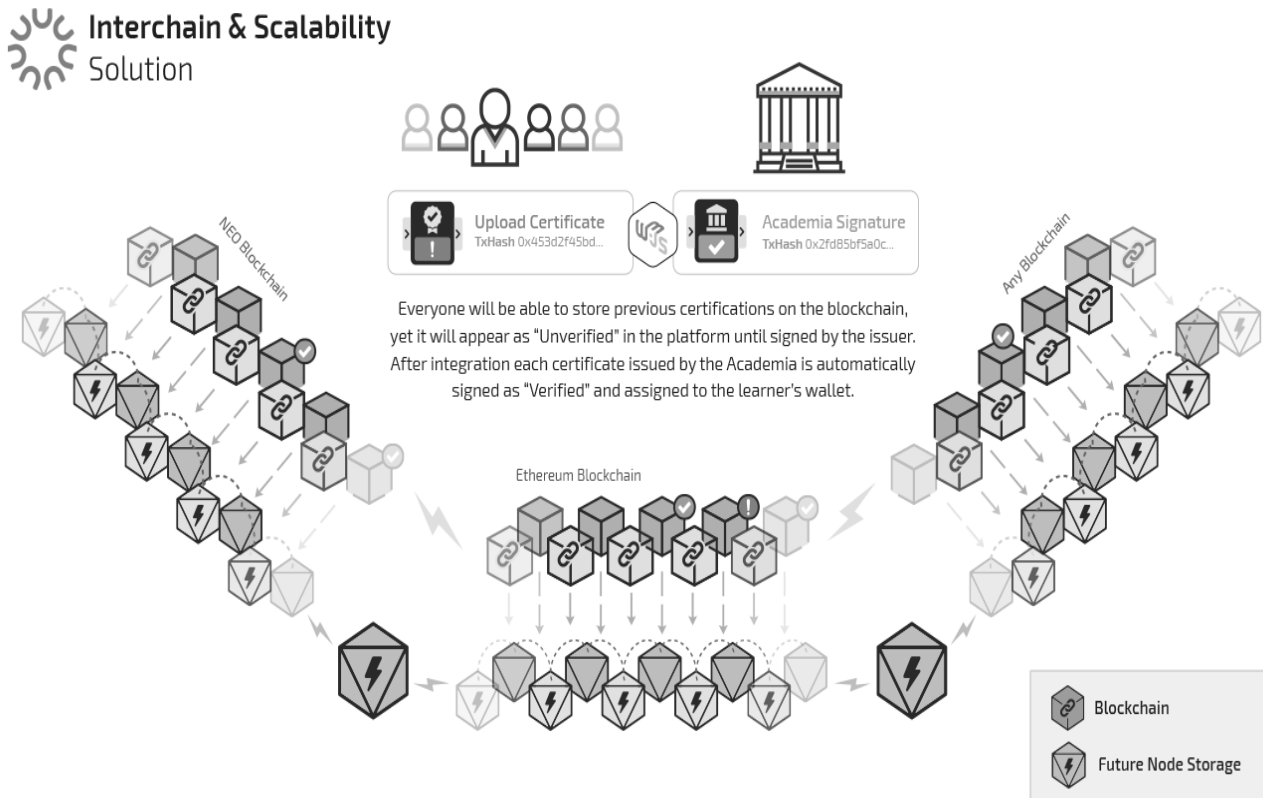 Interchain & Scalability
Solution
Upload Certificate
TxHash 0x453d2f45bd...
W3JS
Academia Signature
TxHash 0x2fd85bf5a0c...
NEO Blockchain
Any Blockchain
Everyone will be able to store previous certifications on the blockchain,
yet it will appear as “Unverified” in the platform until signed by the issuer.
After integration each certificate issued by the Academia is automatically
signed as “Verified” and assigned to the learner’s wallet.
Ethereum Blockchain
Blockchain
Future Node Storage